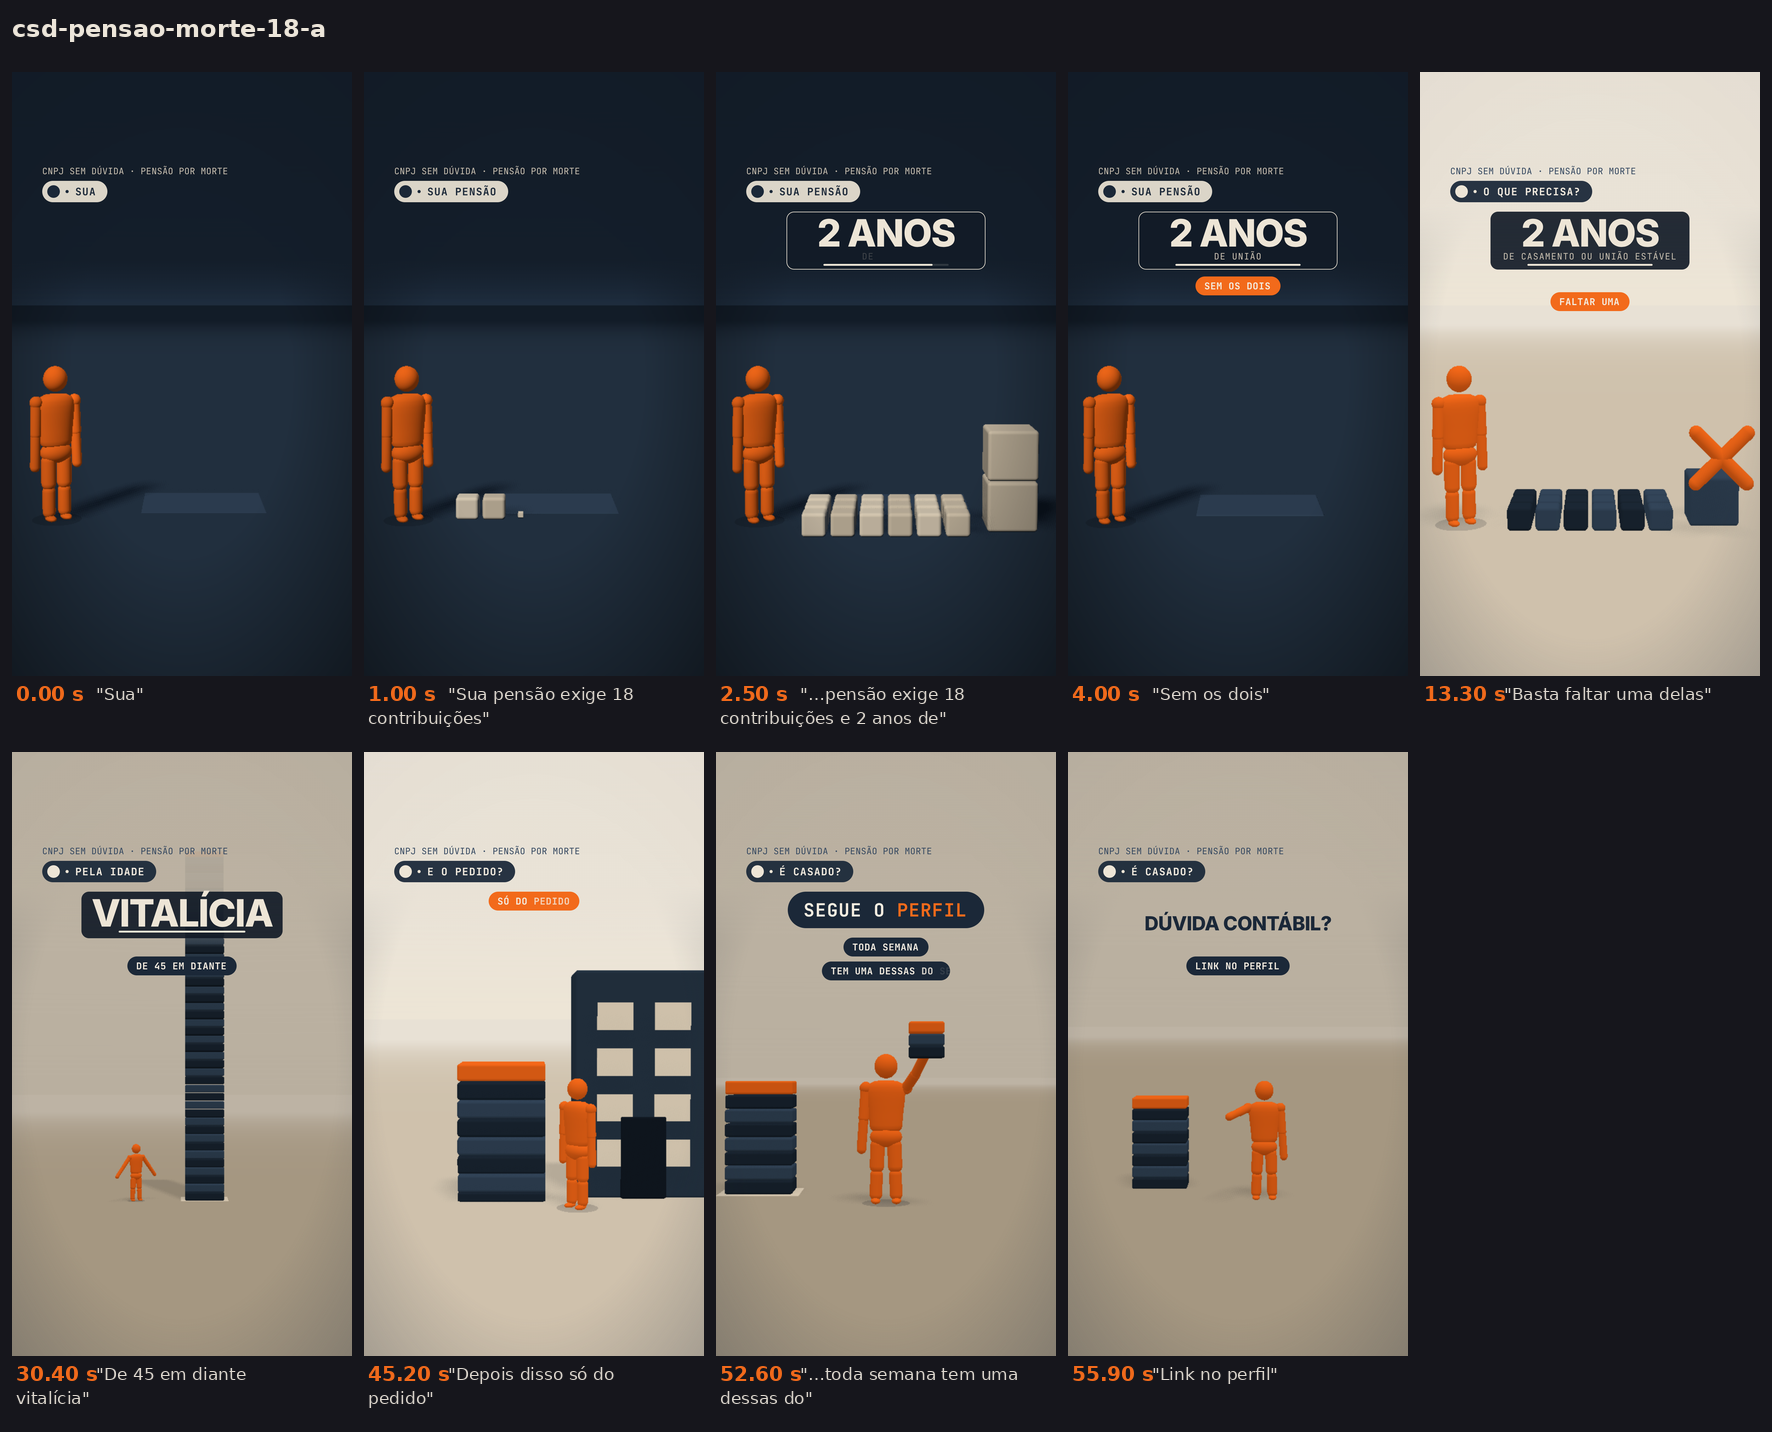 csd-pensao-morte-18-a
CNPJ SEM DÚVIDA · PENSÃO POR MORTE
• SUA
0.00 s "Sua"
CNPJ SEM DÚVIDA · PENSÃO POR MORTE
• SUA PENSÃO
1.00 s "Sua pensão exige 18
contribuições"
CNPJ SEM DÚVIDA · PENSÃO POR MORTE
• SUA PENSÃO
2 ANOS
DE
2.50 s "...pensão exige 18
contribuições e 2 anos de"
CNPJ SEM DÚVIDA · PENSÃO POR MORTE
• SUA PENSÃO
2 ANOS
DE UNIÃO
SEM OS DOIS
4.00 s "Sem os dois"
CNPJ SEM DÚVIDA · PENSÃO POR MORTE
• O QUE PRECISA?
2 ANOS
DE CASAMENTO OU UNIÃO ESTÁVEL
FALTAR UMA
13.30 s "Basta faltar uma delas"
CNPJ SEM DÚVIDA · PENSÃO POR MORTE
• PELA IDADE
VITALÍCIA
DE 45 EM DIANTE
30.40 s "De 45 em diante
vitalícia"
CNPJ SEM DÚVIDA · PENSÃO POR MORTE
• E O PEDIDO?
SÓ DO PEDIDO
45.20 s "Depois disso só do
pedido"
CNPJ SEM DÚVIDA · PENSÃO POR MORTE
• É CASADO?
SEGUE O PERFIL
TODA SEMANA
TEM UMA DESSAS DO
52.60 s "...toda semana tem uma
dessas do"
CNPJ SEM DÚVIDA · PENSÃO POR MORTE
• É CASADO?
DÚVIDA CONTÁBIL?
LINK NO PERFIL
55.90 s "Link no perfil"